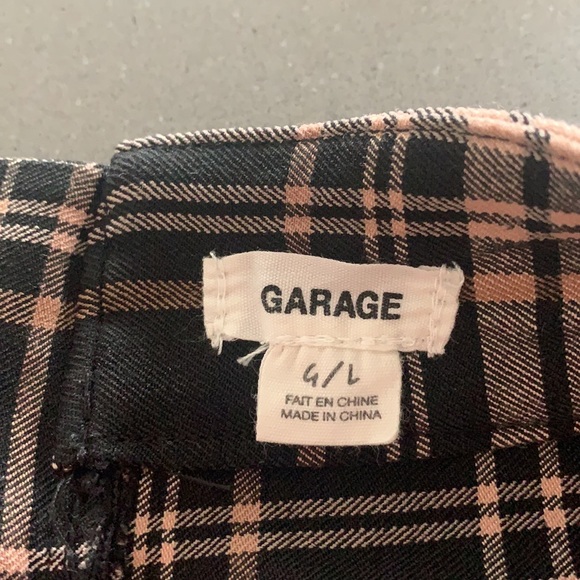 GARAGE
G/L
FAIT EN CHINE
MADE IN CHINA